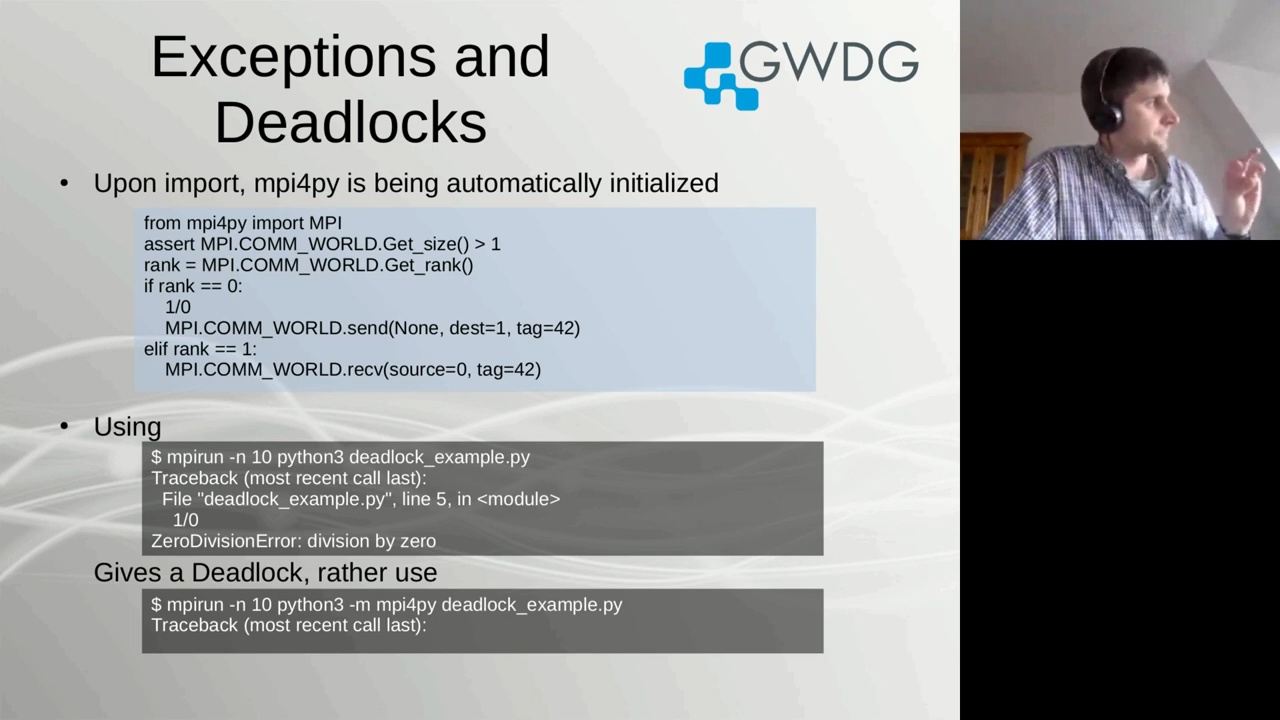 Exceptions and
Deadlocks
GWDG
• Upon import, mpi4py is being automatically initialized
from mpi4py import MPI
assert MPI.COMM_WORLD.Get_size() > 1
rank = MPI.COMM_WORLD.Get_rank()
if rank == 0:
    1/0
    MPI.COMM_WORLD.send(None, dest=1, tag=42)
elif rank == 1:
    MPI.COMM_WORLD.recv(source=0, tag=42)
• Using
$ mpirun -n 10 python3 deadlock_example.py
Traceback (most recent call last):
  File "deadlock_example.py", line 5, in <module>
    1/0
ZeroDivisionError: division by zero
Gives a Deadlock, rather use
$ mpirun -n 10 python3 -m mpi4py deadlock_example.py
Traceback (most recent call last):